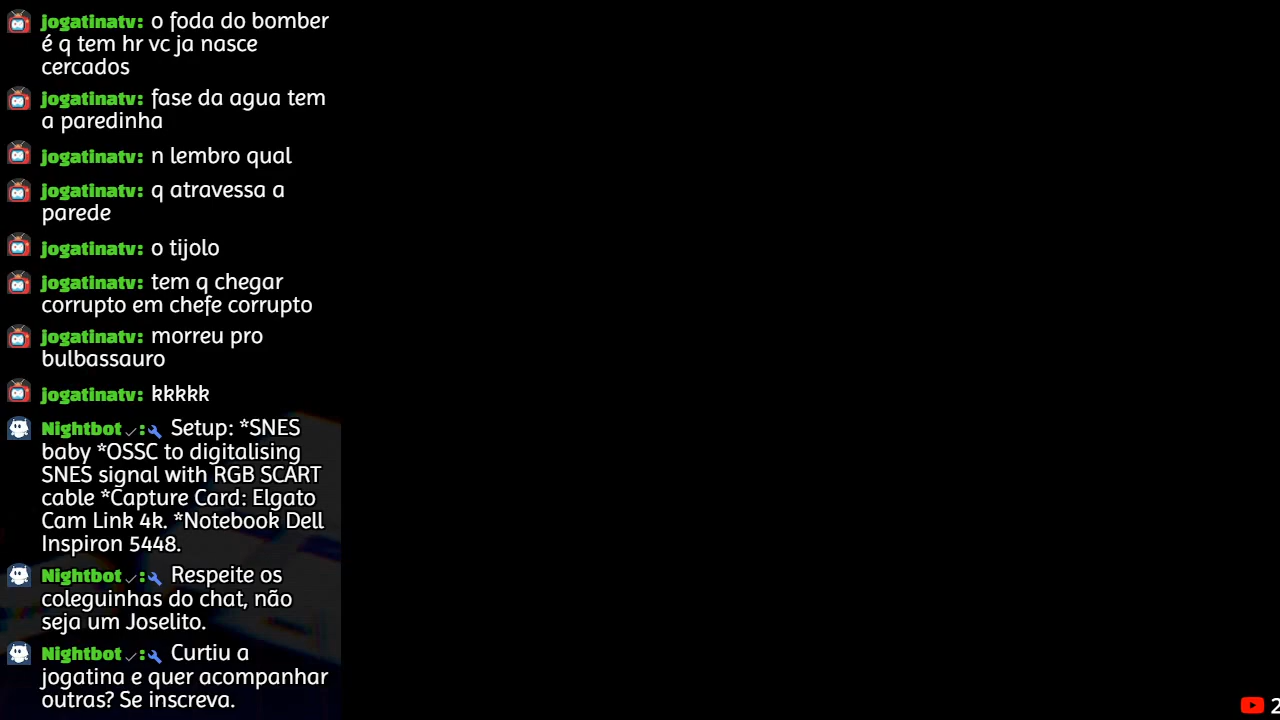 jogatinatv: o foda do bomber
é q tem hr vc ja nasce
cercados
jogatinatv: fase da agua tem
a paredinha
jogatinatv: n lembro qual
jogatinatv: q atravessa a
parede
jogatinatv: o tijolo
jogatinatv: tem q chegar
corrupto em chefe corrupto
jogatinatv: morreu pro
bulbassauro
jogatinatv: kkkkk
Nightbot ✓: Setup: *SNES
baby *OSSC to digitalising
SNES signal with RGB SCART
cable *Capture Card: Elgato
Cam Link 4k. *Notebook Dell
Inspiron 5448.
Nightbot ✓: Respeite os
coleguinhas do chat, não
seja um Joselito.
Nightbot ✓: Curtiu a
jogatina e quer acompanhar
outras? Se inscreva.
2